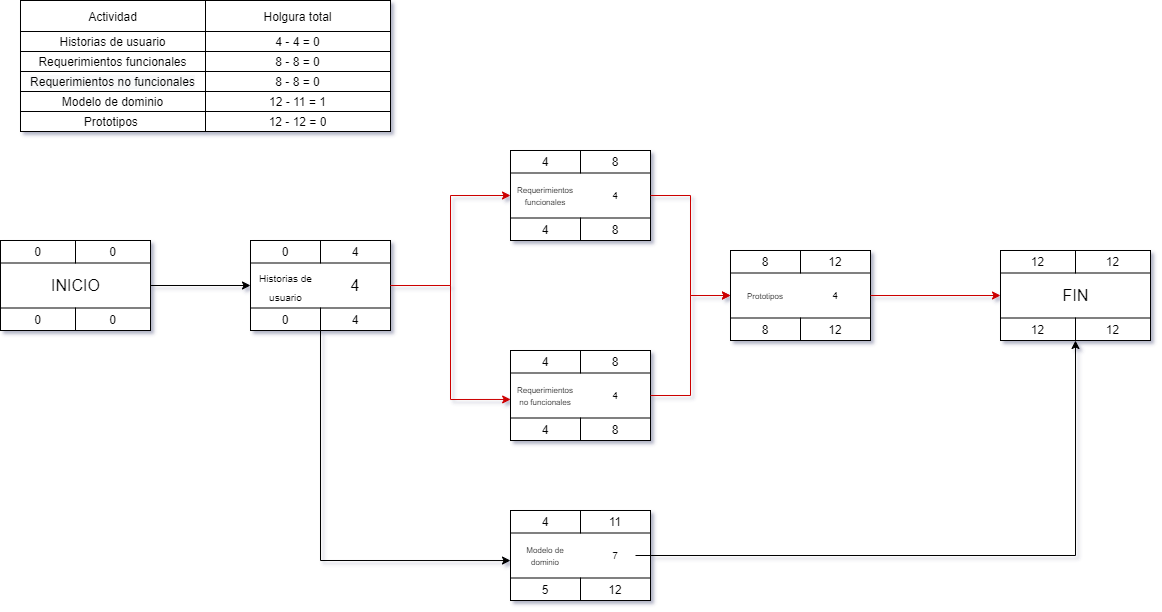 Actividad Holgura total
Historias de usuario 4 - 4 = 0
Requerimientos funcionales 8 - 8 = 0
Requerimientos no funcionales 8 - 8 = 0
Modelo de dominio 12 - 11 = 1
Prototipos 12 - 12 = 0
0 0
INICIO
0 0
0 4
Historias de
usuario
4
0 4
4 8
Requerimientos
funcionales
4
4 8
4 8
Requerimientos
no funcionales
4
4 8
4 11
Modelo de
dominio
7
5 12
8 12
Prototipos 4
8 12
12 12
FIN
12 12